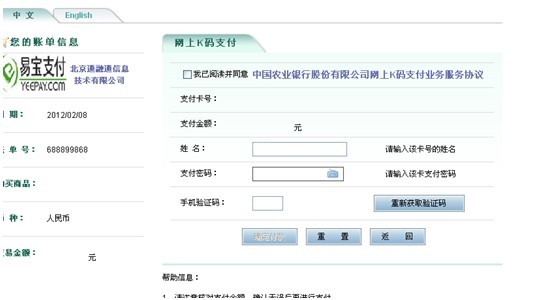 中 文 English
您的账单信息
易宝支付
YEEPAY.COM
北京通融通信息
技术有限公司
期： 2012/02/08
单 号： 688899868
买商品：
种： 人民币
易金额：
元
网上K码支付
我已阅读并同意 中国农业银行股份有限公司网上K码支付业务服务协议
支付卡号：
支付金额： 元
姓 名： 请输入该卡号的姓名
支付密码： 请输入该卡支付密码
手机验证码： 重新获取验证码
重 置 返 回
帮助信息：